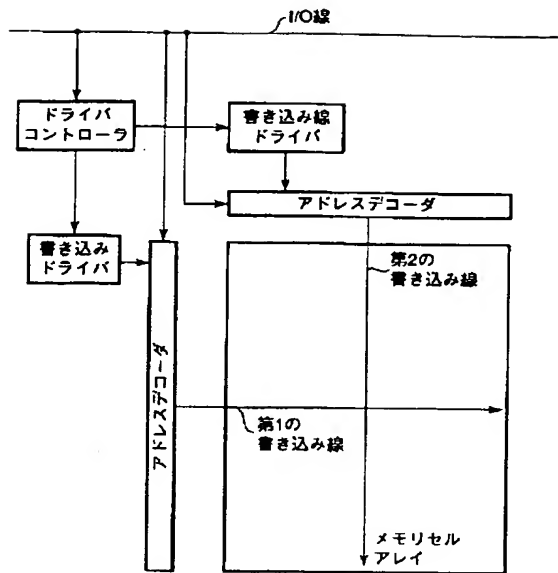 I/O線
ドライバ
コントローラ
書き込み線
ドライバ
アドレスデコーダ
書き込み
ドライバ
アドレスデコーダ
第2の
書き込み線
第1の
書き込み線
メモリセル
アレイ